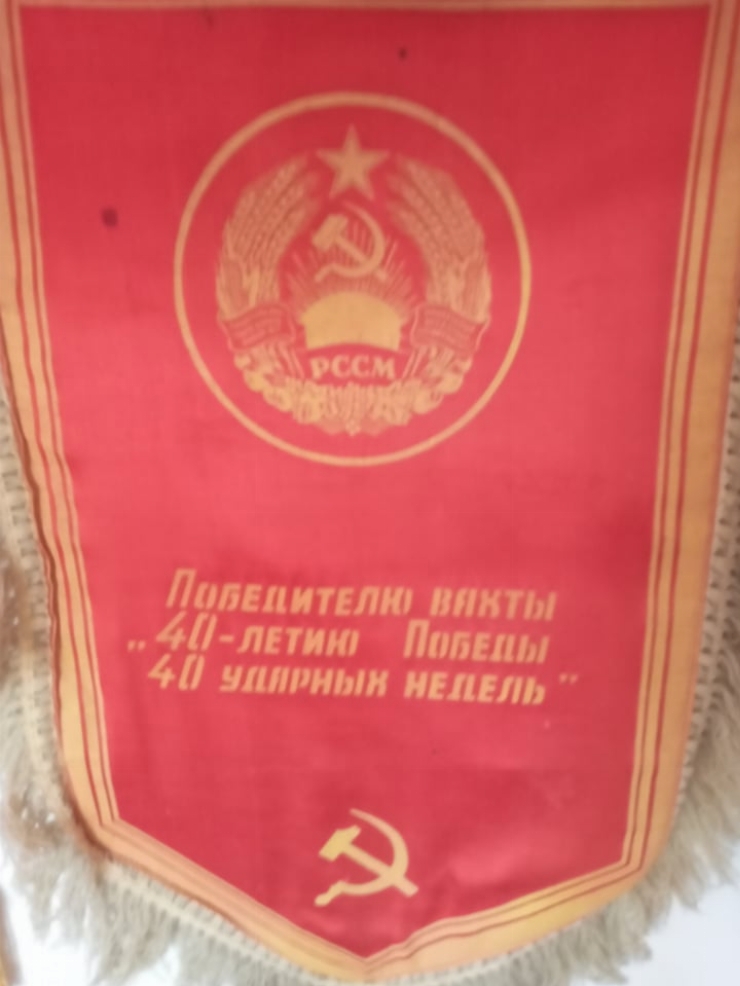 РССМ
Победителю вахты
„40-летию Победы
40 ударных недель"